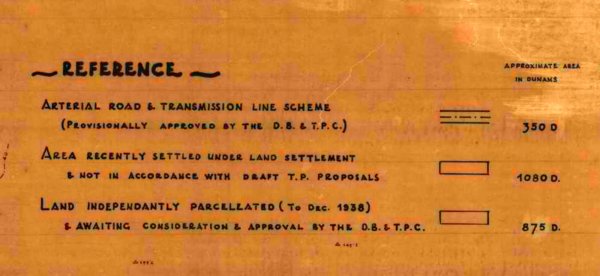 REFERENCE
APPROXIMATE AREA
IN DUNAMS
ARTERIAL ROAD & TRANSMISSION LINE SCHEME
(PROVISIONALLY APPROVED BY THE D.B. & T.P.C.)
350 D
AREA RECENTLY SETTLED UNDER LAND SETTLEMENT
& NOT IN ACCORDANCE WITH DRAFT T.P. PROPOSALS
1080 D.
LAND INDEPENDANTLY PARCELLATED (TO DEC. 1938)
& AWAITING CONSIDERATION & APPROVAL BY THE D.B. & T.P.C.
875 D.